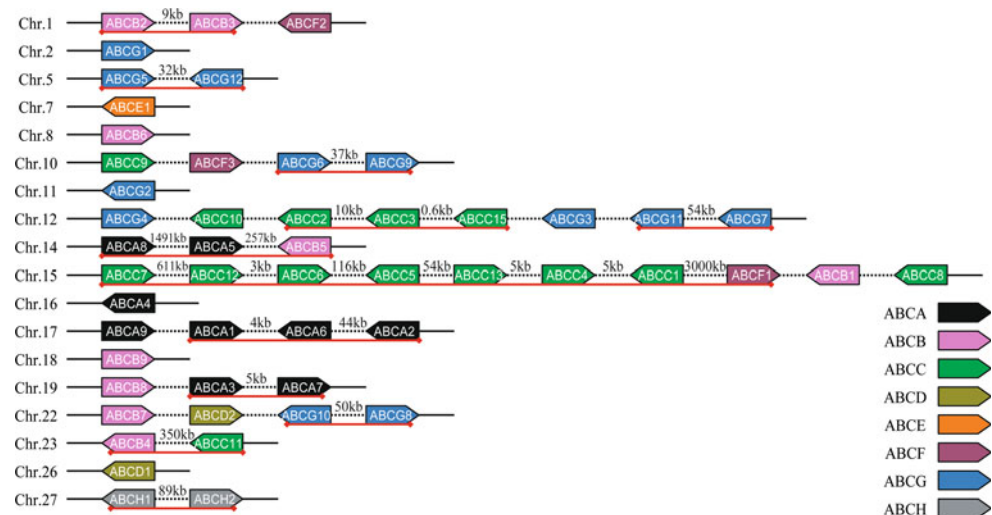 Chr.1 ABCB2 9kb ABCB3 ABCF2
Chr.2 ABCG1
Chr.5 ABCG5 32kb ABCG12
Chr.7 ABCE1
Chr.8 ABCB6
Chr.10 ABCC9 ABCF3 ABCG6 37kb ABCG9
Chr.11 ABCG2
Chr.12 ABCG4 ABCC10 ABCC2 10kb ABCC3 0.6kb ABCC15 ABCG3 ABCG11 54kb ABCG7
Chr.14 ABCA8 1491kb ABCA5 257kb ABCB5
Chr.15 ABCC7 611kb ABCC12 3kb ABCC6 116kb ABCC5 54kb ABCC13 5kb ABCC4 5kb ABCC1 3000kb ABCF1 ABCB1 ABCC8
Chr.16 ABCA4
Chr.17 ABCA9 ABCA1 4kb ABCA6 44kb ABCA2
Chr.18 ABCB9
Chr.19 ABCB8 ABCA3 5kb ABCA7
Chr.22 ABCB7 ABCD2 ABCG10 50kb ABCG8
Chr.23 ABCB4 350kb ABCC11
Chr.26 ABCD1
Chr.27 ABCH1 89kb ABCH2
ABCA
ABCB
ABCC
ABCD
ABCE
ABCF
ABCG
ABCH